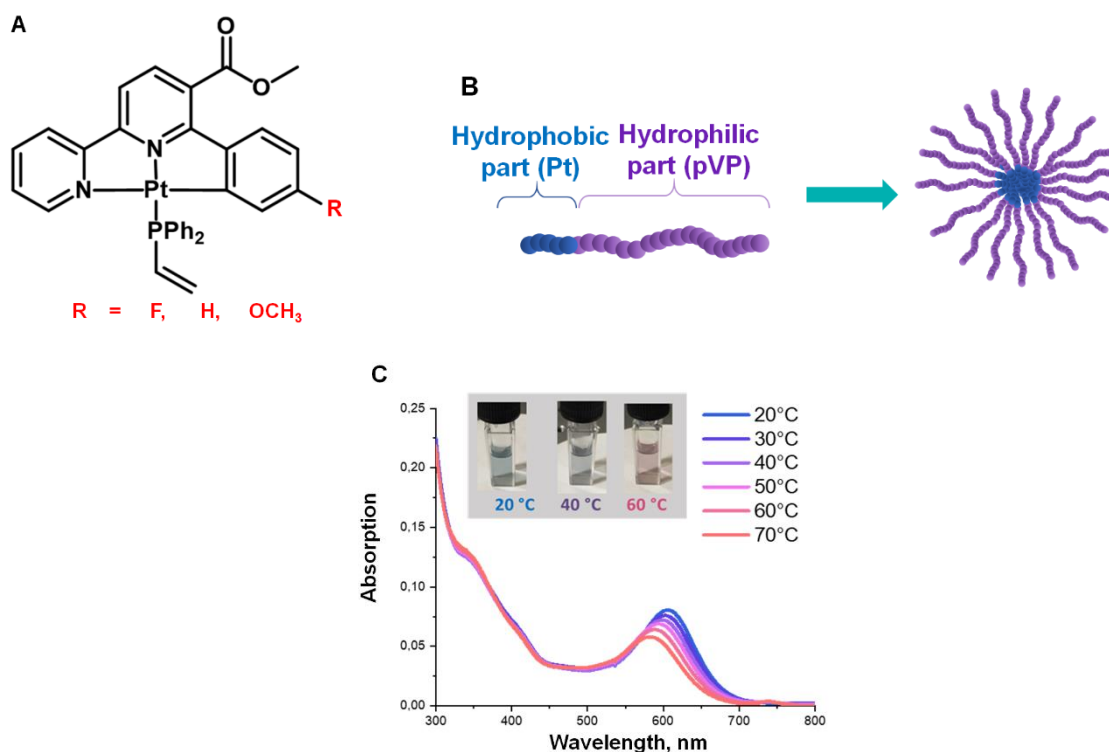 A
O
O
N
N
Pt
R
PPh₂
R = F, H, OCH₃
B
Hydrophobic part (Pt)
Hydrophilic part (pVP)
C
Absorption
0,25
0,20
0,15
0,10
0,05
0,00
300
400
500
600
700
800
Wavelength, nm
20 °C
40 °C
60 °C
20°C
30°C
40°C
50°C
60°C
70°C